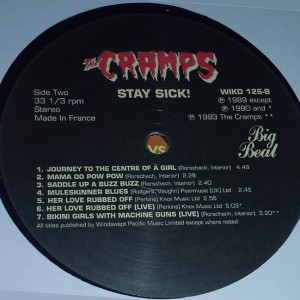 The CRAMPS
STAY SICK!
Side Two
33 1/3 rpm
Stereo
Made In France
WIKD 126-B
℗ 1989 except
℗ 1990 and *
℗ 1993 The Cramps **
Big Beat
VS
1. JOURNEY TO THE CENTRE OF A GIRL (Rorschach, Interior) 4.49
2. MAMA OO POW POW (Rorschach, Interior) 2.28
3. SADDLE UP A BUZZ BUZZ (Rorschach, Interior) 2.40
4. MULESKINNER BLUES (Rodgers, Vaughn) Peermusic (UK) Ltd 2.45
5. HER LOVE RUBBED OFF (Perkins) Knox Music Ltd 2.56
6. HER LOVE RUBBED OFF (LIVE) (Perkins) Knox Music Ltd 5.03*
7. BIKINI GIRLS WITH MACHINE GUNS (LIVE) (Rorschach, Interior) 3.20**
All titles published by Windswept Pacific Music Limited except where noted